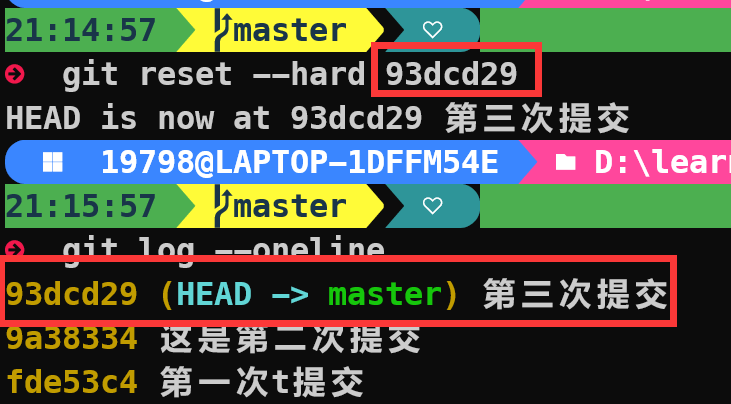 21:14:57 master
git reset --hard 93dcd29
HEAD is now at 93dcd29 第三次提交
19798@LAPTOP-1DFFM54E D:\lear
21:15:57 master
git log --oneline
93dcd29 (HEAD -> master) 第三次提交
9a38334 这是第二次提交
fde53c4 第一次t提交